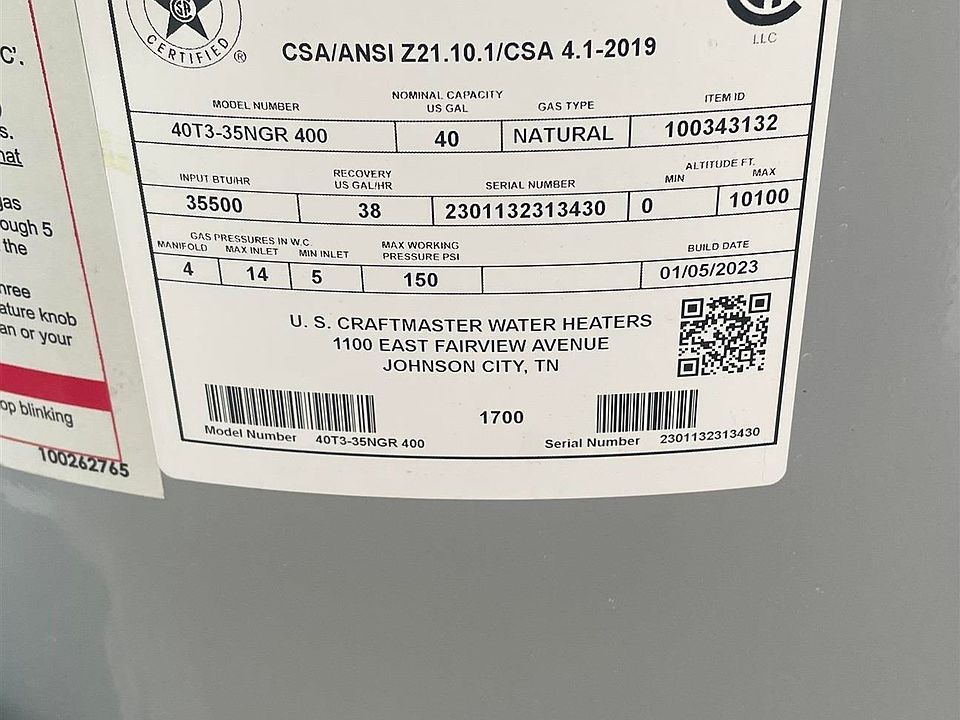 C'.
s.
hat
gas
ough 5
the
hree
ature knob
an or your
op blinking
100262765
SA
CERTIFIED ®
LLC
CSA/ANSI Z21.10.1/CSA 4.1-2019
MODEL NUMBER NOMINAL CAPACITY US GAL GAS TYPE ITEM ID
40T3-35NGR 400 40 NATURAL 100343132
INPUT BTU/HR RECOVERY US GAL/HR SERIAL NUMBER ALTITUDE FT. MIN MAX
35500 38 2301132313430 0 10100
GAS PRESSURES IN W.C. MANIFOLD MAX INLET MIN INLET MAX WORKING PRESSURE PSI BUILD DATE
4 14 5 150 01/05/2023
U. S. CRAFTMASTER WATER HEATERS
1100 EAST FAIRVIEW AVENUE
JOHNSON CITY, TN
1700
Model Number 40T3-35NGR 400 Serial Number 2301132313430